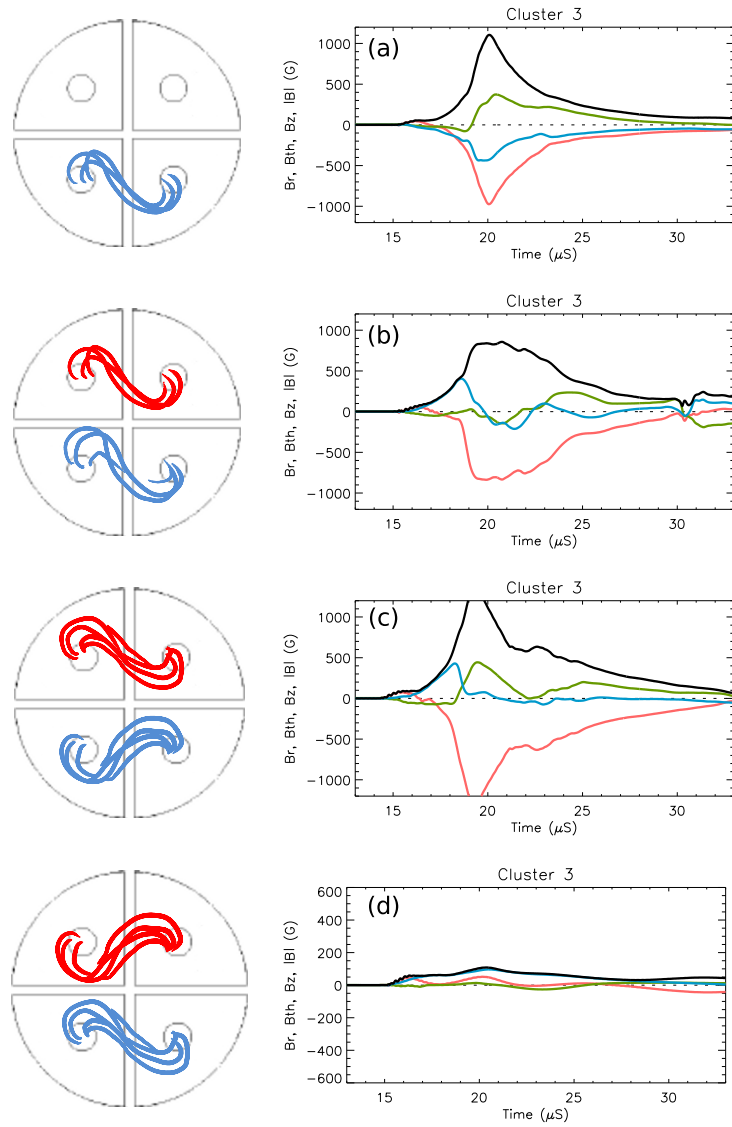 Cluster 3
(a)
Br, Bth, Bz, |B| (G)
1000
500
0
−500
−1000
15 20 25 30
Time (μS)
Cluster 3
(b)
Br, Bth, Bz, |B| (G)
1000
500
0
−500
−1000
15 20 25 30
Time (μS)
Cluster 3
(c)
Br, Bth, Bz, |B| (G)
1000
500
0
−500
−1000
15 20 25 30
Time (μS)
Cluster 3
(d)
Br, Bth, Bz, |B| (G)
600
400
200
0
−200
−400
−600
15 20 25 30
Time (μS)